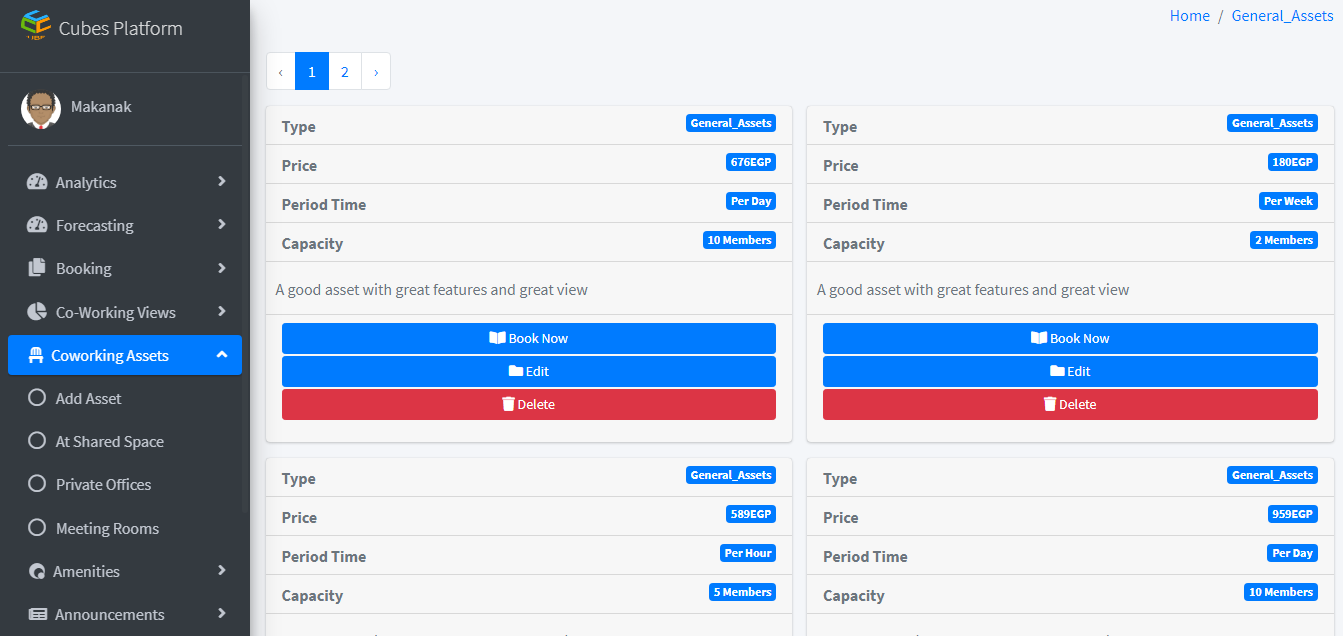 Cubes Platform
Makanak
Analytics
Forecasting
Booking
Co-Working Views
Coworking Assets
Add Asset
At Shared Space
Private Offices
Meeting Rooms
Amenities
Announcements
Home / General_Assets
‹ 1 2 ›
Type General_Assets
Price 676EGP
Period Time Per Day
Capacity 10 Members
A good asset with great features and great view
Book Now
Edit
Delete
Type General_Assets
Price 180EGP
Period Time Per Week
Capacity 2 Members
A good asset with great features and great view
Book Now
Edit
Delete
Type General_Assets
Price 589EGP
Period Time Per Hour
Capacity 5 Members
Type General_Assets
Price 959EGP
Period Time Per Day
Capacity 10 Members